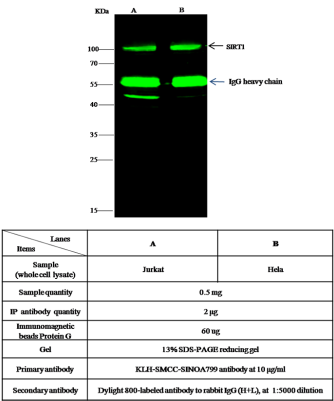 KDa
A B
100
SIRT1
70
55
IgG heavy chain
40
35
25
15
Lanes
Items
A
B
Sample
(whole cell lysate)
Jurkat
Hela
Sample quantity
0.5 mg
IP antibody quantity
2 μg
Immunomagnetic
beads Protein G
60 ug
Gel
13% SDS-PAGE reducing gel
Primary antibody
KLH-SMCC-SINOA799 antibody at 10 μg/ml
Secondary antibody
Dylight 800-labeled antibody to rabbit IgG (H+L), at 1:5000 dilution